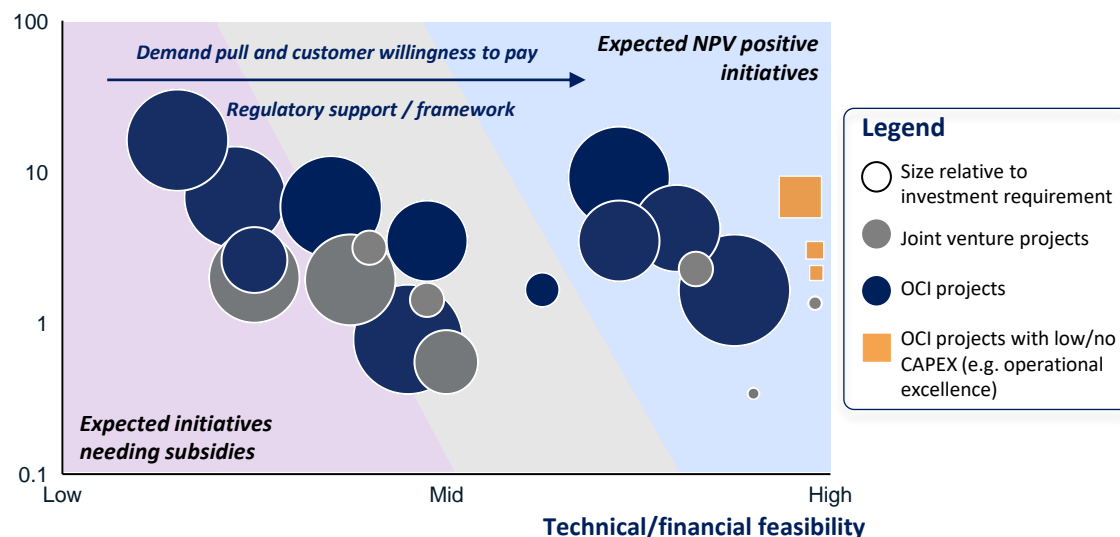 100
10
1
0.1
Demand pull and customer willingness to pay
Regulatory support / framework
Expected NPV positive
initiatives
Expected initiatives
needing subsidies
Low
Mid
High
Technical/financial feasibility
Legend
Size relative to
investment requirement
Joint venture projects
OCI projects
OCI projects with low/no
CAPEX (e.g. operational
excellence)